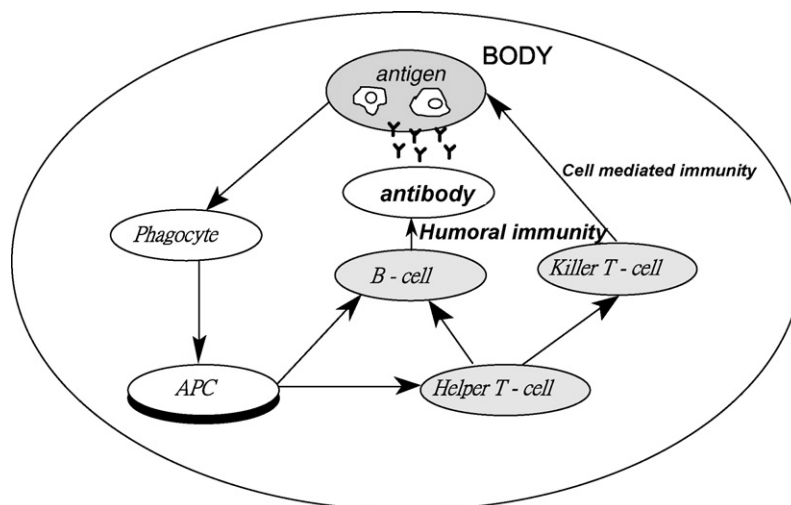 BODY
antigen
Cell mediated immunity
antibody
Phagocyte
Humoral immunity
B - cell
Killer T - cell
APC
Helper T - cell